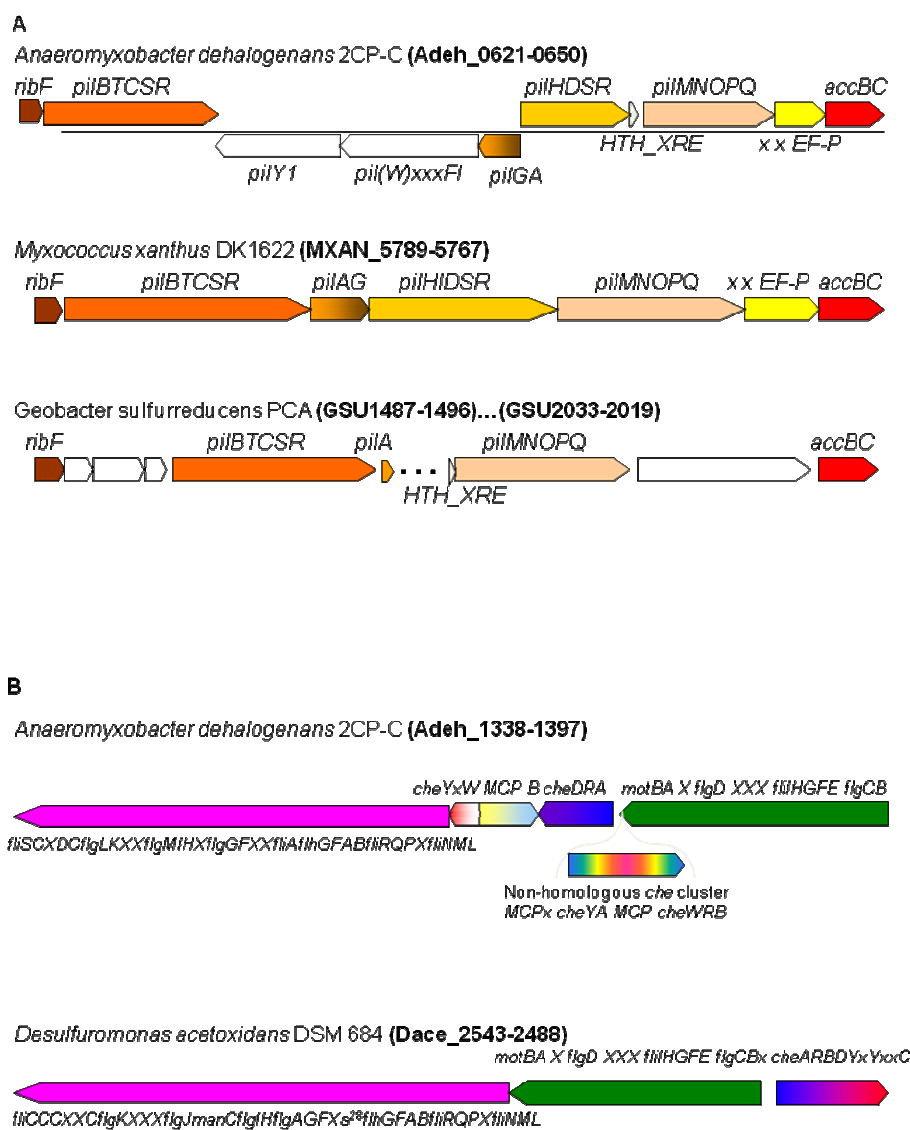 A
Anaeromyxobacter dehalogenans 2CP-C (Adeh_0621-0650)
ribF pilBTCSR pilHDSR pilMNOPQ accBC
HTH_XRE x x EF-P
pilY1 pil(W)xxxFI pilGA
Myxococcus xanthus DK1622 (MXAN_5789-5767)
ribF pilBTCSR pilAG pilHIDSR pilMNOPQ x x EF-P accBC
Geobacter sulfurreducens PCA (GSU1487-1496)...(GSU2033-2019)
ribF pilBTCSR pilA pilMNOPQ accBC
...
HTH_XRE
B
Anaeromyxobacter dehalogenans 2CP-C (Adeh_1338-1397)
cheYxW MCP B cheDRA motBA X flgD XXX fliIHGFE flgCB
fliSCXDCflgLKXXflgMfHXflgGFXXfliAflhGFABfliRQPXfliNML
Non-homologous che cluster
MCPx cheYA MCP cheWRB
Desulfuromonas acetoxidans DSM 684 (Dace_2543-2488)
motBA X flgD XXX fliIHGFE flgCBx cheARBDYxYxxC
fliCCCXXCflgKXXXflgJmanCflgIHflgAGFXs²⁸flhGFABfliRQPXfliNML